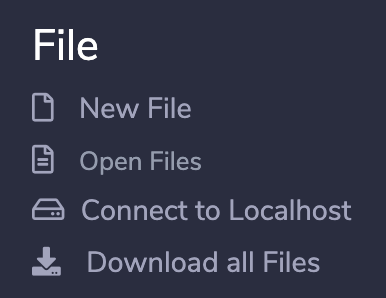 File
New File
Open Files
Connect to Localhost
Download all Files